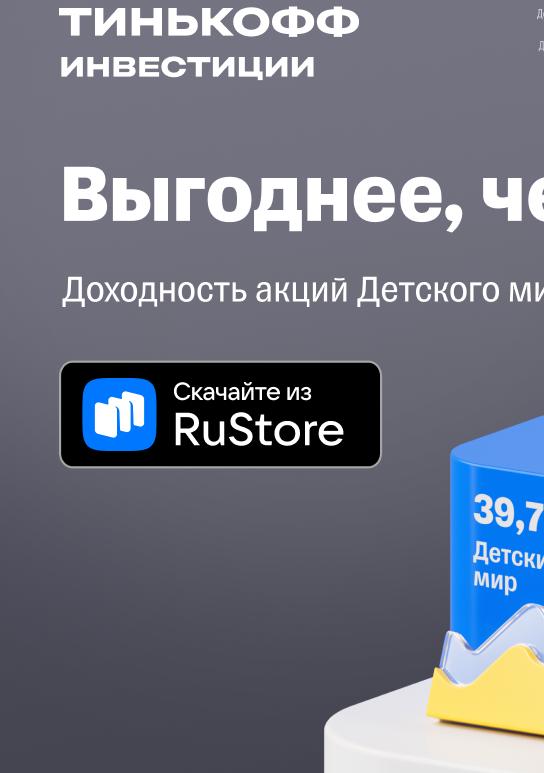 ТИНЬКОФФ
ИНВЕСТИЦИИ
Выгоднее, че
Доходность акций Детского ми
Скачайте из
RuStore
39,7
Детски
мир